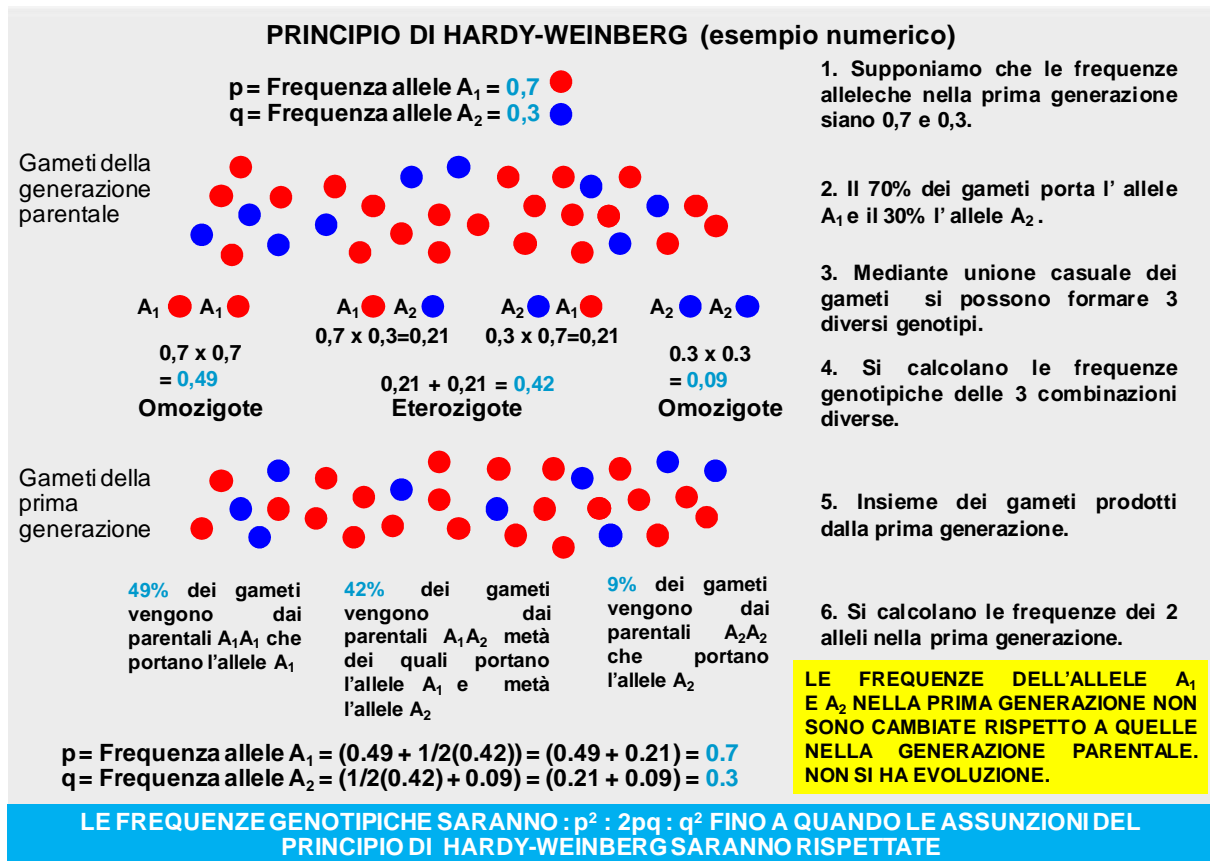 PRINCIPIO DI HARDY-WEINBERG (esempio numerico)
p = Frequenza allele A₁ = 0,7
q = Frequenza allele A₂ = 0,3
1. Supponiamo che le frequenze
alleleche nella prima generazione
siano 0,7 e 0,3.
Gameti della
generazione
parentale
2. Il 70% dei gameti porta l' allele
A₁ e il 30% l' allele A₂ .
3. Mediante unione casuale dei
gameti si possono formare 3
diversi genotipi.
A₁ A₁
A₁ A₂
A₂ A₁
A₂ A₂
0,7 x 0,7
= 0,49
Omozigote
0,7 x 0,3=0,21
0,3 x 0,7=0,21
0,21 + 0,21 = 0,42
Eterozigote
0.3 x 0.3
= 0,09
Omozigote
4. Si calcolano le frequenze
genotipiche delle 3 combinazioni
diverse.
Gameti della
prima
generazione
5. Insieme dei gameti prodotti
dalla prima generazione.
49% dei gameti
vengono dai
parentali A₁A₁ che
portano l'allele A₁
42% dei gameti
vengono dai
parentali A₁A₂ metà
dei quali portano
l'allele A₁ e metà
l'allele A₂
9% dei gameti
vengono dai
parentali A₂A₂
che portano
l'allele A₂
6. Si calcolano le frequenze dei 2
alleli nella prima generazione.
LE FREQUENZE DELL'ALLELE A₁
E A₂ NELLA PRIMA GENERAZIONE NON
SONO CAMBIATE RISPETTO A QUELLE
NELLA GENERAZIONE PARENTALE.
NON SI HA EVOLUZIONE.
p = Frequenza allele A₁ = (0.49 + 1/2(0.42)) = (0.49 + 0.21) = 0.7
q = Frequenza allele A₂ = (1/2(0.42) + 0.09) = (0.21 + 0.09) = 0.3
LE FREQUENZE GENOTIPICHE SARANNO : p² : 2pq : q² FINO A QUANDO LE ASSUNZIONI DEL
PRINCIPIO DI HARDY-WEINBERG SARANNO RISPETTATE